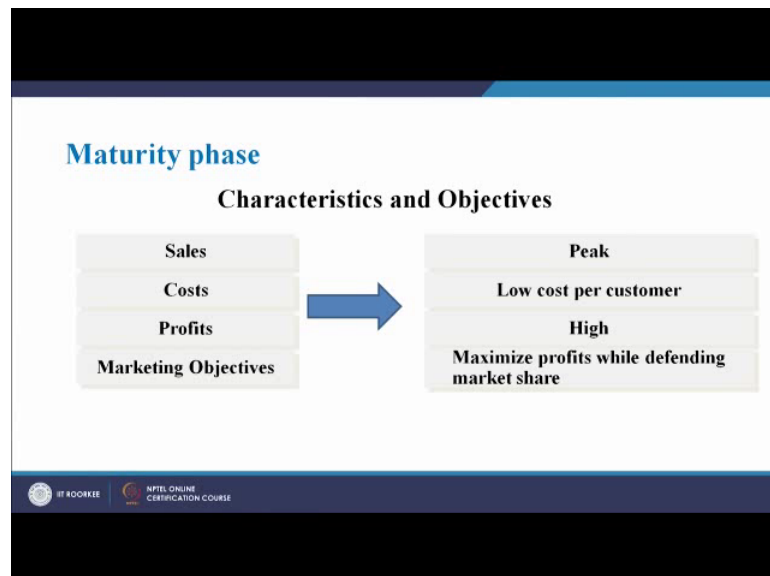 Maturity phase
Characteristics and Objectives
Sales
Peak
Costs
Low cost per customer
Profits
High
Marketing Objectives
Maximize profits while defending
market share
IIT ROORKEE
NPTEL ONLINE
CERTIFICATION COURSE